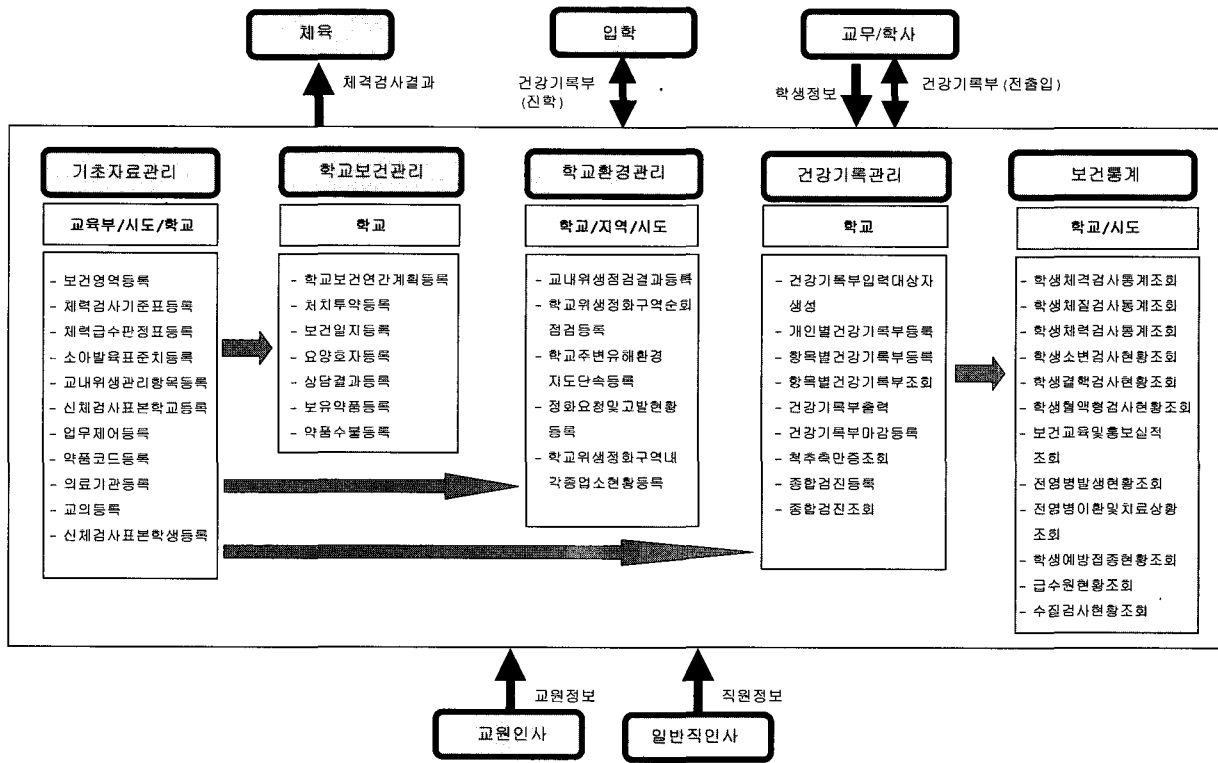 체육
입학
교무/학사
체격검사결과
건강기록부
(진학)
학생정보
건강기록부 (전출입)
기초자료관리
교육부/시도/학교
- 보건영역등록
- 체력검사기준표등록
- 체력급수판정표등록
- 소아발육표준치등록
- 교내위생관리항목등록
- 신체검사표본학교등록
- 업무제어등록
- 약품코드등록
- 의료기관등록
- 교의등록
- 신체검사표본학생등록
학교보건관리
학교
- 학교보건연간계획등록
- 처치투약등록
- 보건일지등록
- 요양호자등록
- 상담결과등록
- 보유약품등록
- 약품수불등록
학교환경관리
학교/지역/시도
- 교내위생점검결과등록
- 학교위생정화구역순회
점검등록
- 학교주변유해환경
지도단속등록
- 정화요청및고발현황
등록
- 학교위생정화구역내
각종업소현황등록
건강기록관리
학교
- 건강기록부입력대상자
생성
- 개인별건강기록부등록
- 항목별건강기록부등록
- 항목별건강기록부조회
- 건강기록부출력
- 건강기록부마감등록
- 척추측만증조회
- 종합검진등록
- 종합검진조회
보건통계
학교/시도
- 학생체격검사통계조회
- 학생체질검사통계조회
- 학생체력검사통계조회
- 학생소변검사현황조회
- 학생결핵검사현황조회
- 학생혈액형검사현황조회
- 보건교육및홍보실적
조회
- 전염병발생현황조회
- 전염병이환및치료상황
조회
- 학생예방접종현황조회
- 급수원현황조회
- 수질검사현황조회
교원정보
직원정보
교원인사
일반직인사